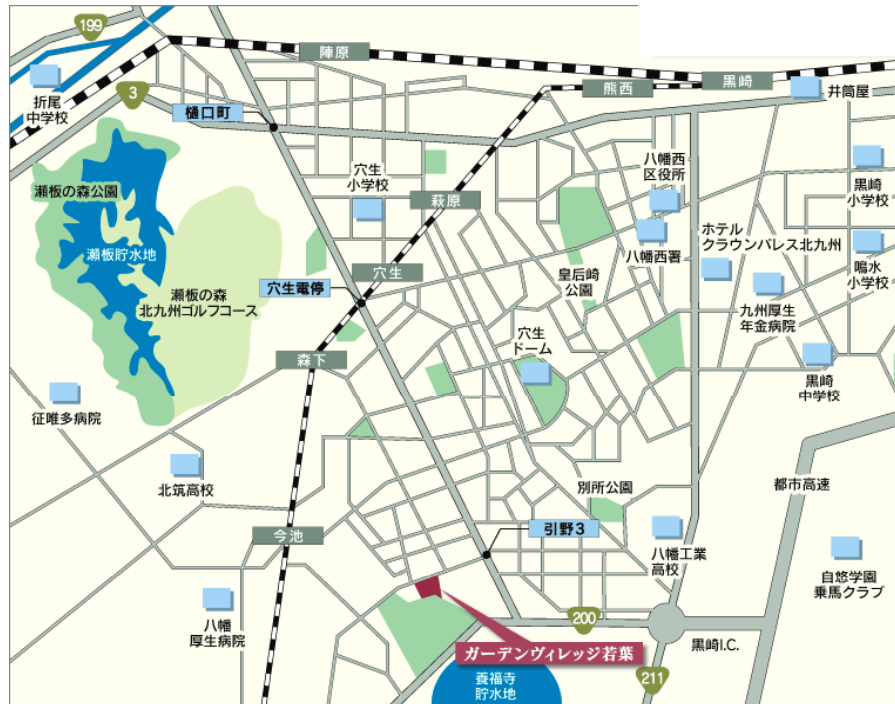 199
陣原
黒崎
熊西
折尾
中学校
3
樋口町
井筒屋
穴生
小学校
八幡西
区役所
黒崎
小学校
瀬板の森公園
萩原
ホテル
クラウンパレス北九州
八幡西署
鳴水
小学校
瀬板貯水地
穴生
穴生電停
皇后崎
公園
瀬板の森
北九州ゴルフコース
九州厚生
年金病院
穴生
ドーム
森下
黒崎
中学校
征唯多病院
北筑高校
別所公園
都市高速
今池
引野3
八幡工業
高校
自悠学園
乗馬クラブ
八幡
厚生病院
200
黒崎I.C.
ガーデンヴィレッジ若葉
養福寺
貯水地
211